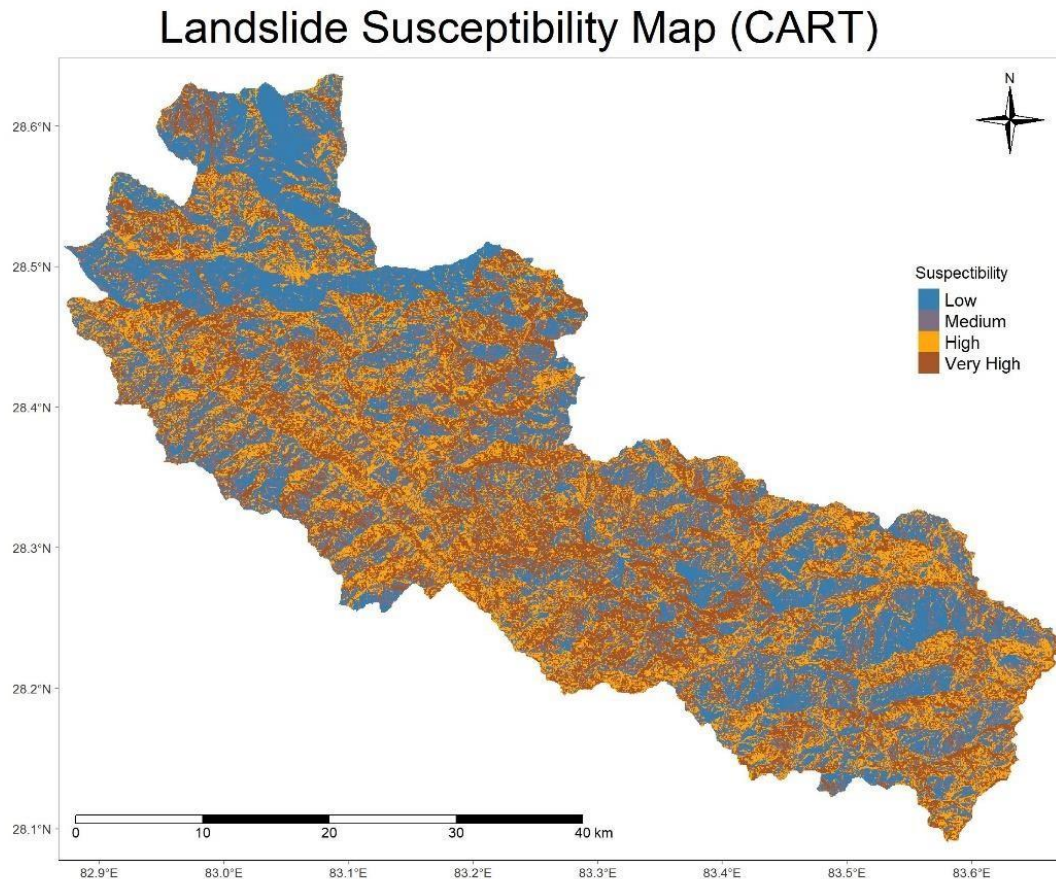 Landslide Susceptibility Map (CART)
N
28.6°N
28.5°N
28.4°N
28.3°N
28.2°N
28.1°N
Suspectibility
Low
Medium
High
Very High
0 10 20 30 40 km
82.9°E 83.0°E 83.1°E 83.2°E 83.3°E 83.4°E 83.5°E 83.6°E